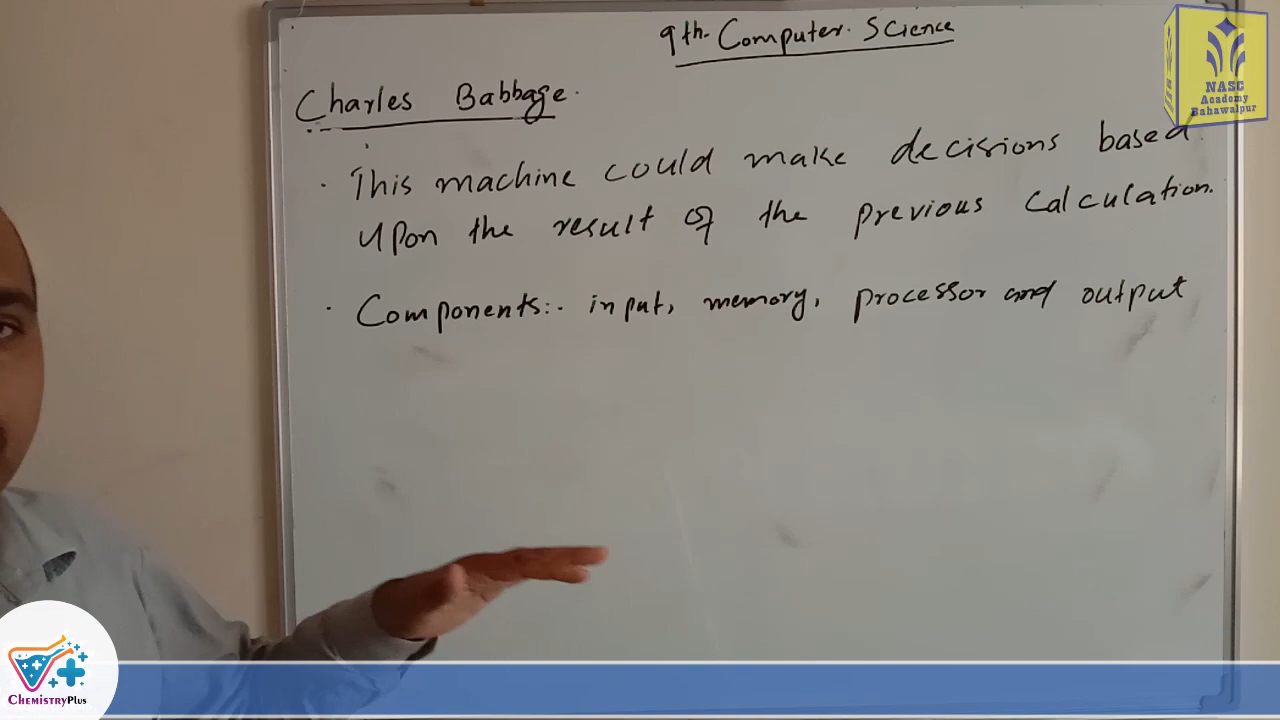 9th Computer Science
Charles Babbage.
· This machine could make decisions based
upon the result of the previous calculation.
· Components:- input, memory, processor and output
NASC
Academy
Bahawalpur
CHEMISTRYPLUS